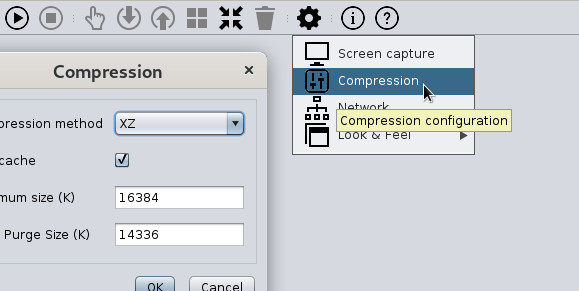 Screen capture
Compression
Network
Compression configuration
Look & Feel
Compression
pression method XZ
cache
mum size (K) 16384
Purge Size (K) 14336
OK Cancel